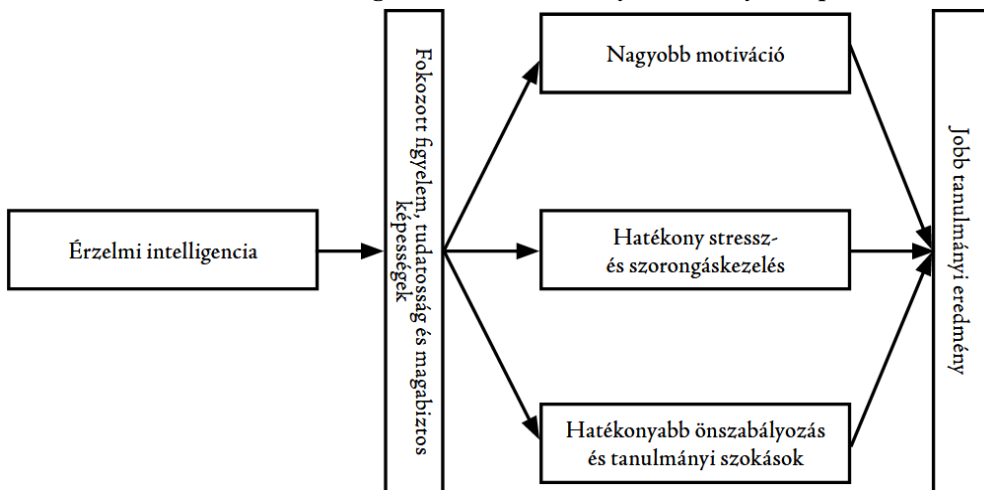 Érzelmi intelligencia
Fokozott figyelem, tudatosság és magabiztos
képességek
Nagyobb motiváció
Hatékony stressz-
és szorongáskezelés
Hatékonyabb önszabályozás
és tanulmányi szokások
Jobb tanulmányi eredmény